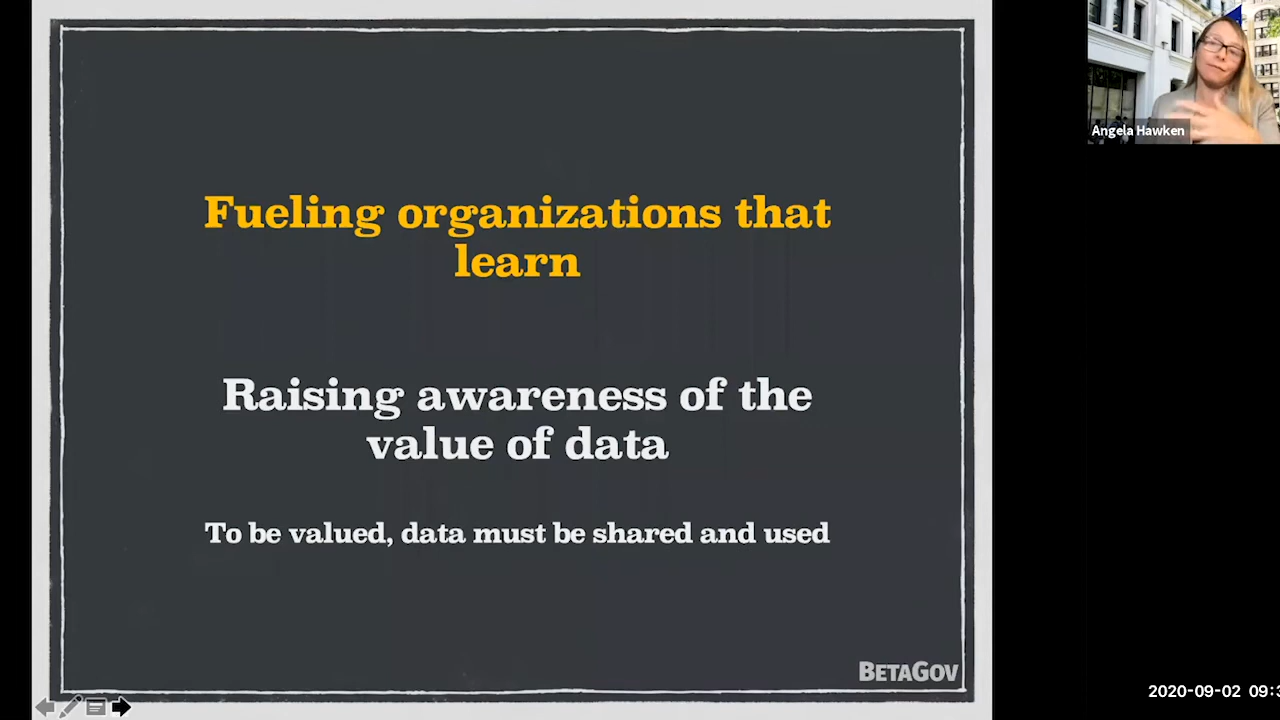 Fueling organizations that
learn
Raising awareness of the
value of data
To be valued, data must be shared and used
BETAGOV
Angela Hawken
2020-09-02 09:3